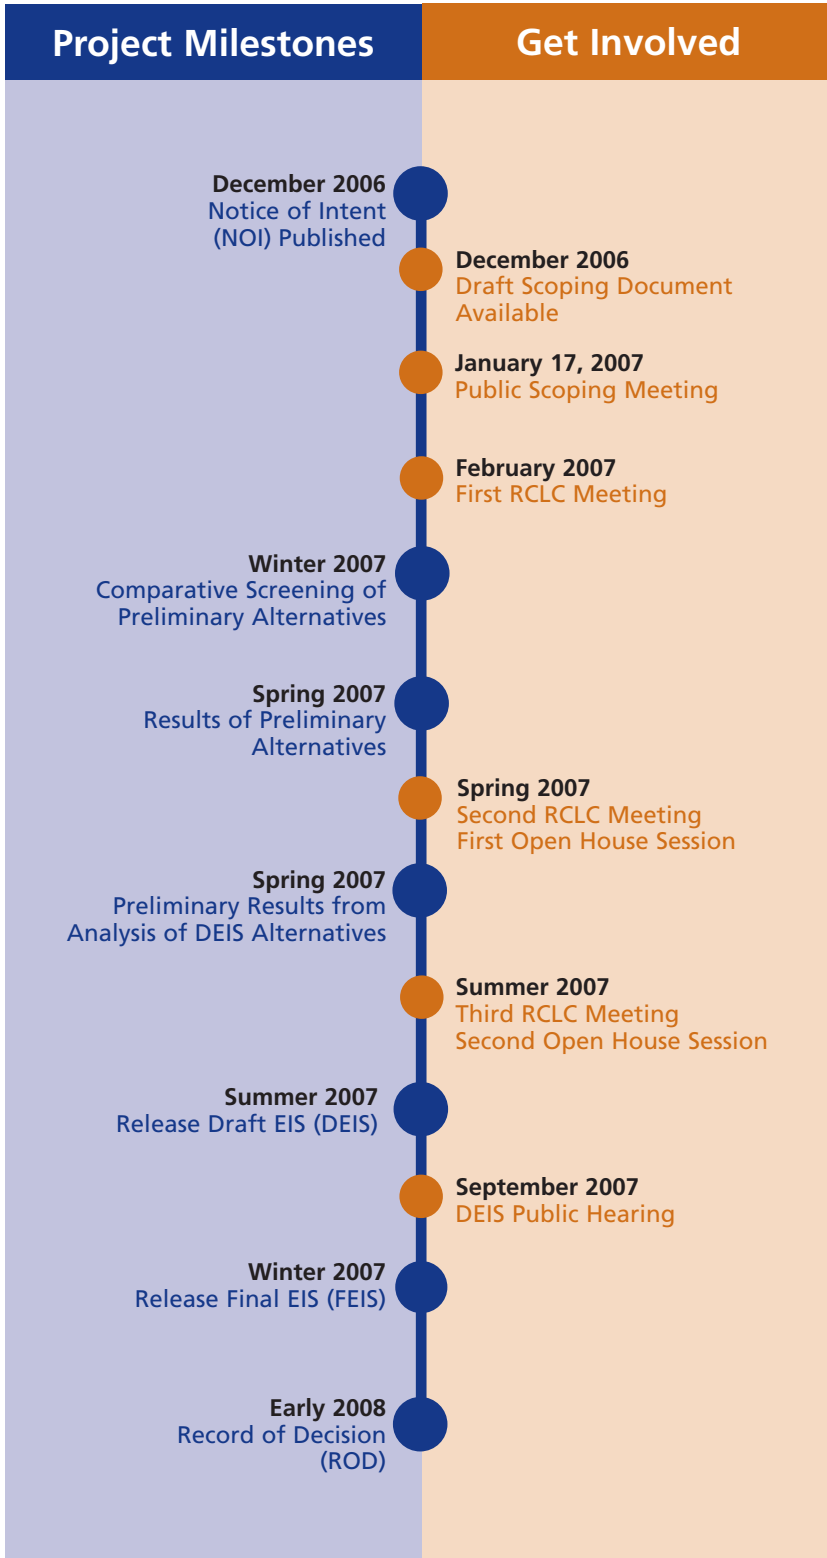 Project Milestones
Get Involved
December 2006
Notice of Intent
(NOI) Published
December 2006
Draft Scoping Document
Available
January 17, 2007
Public Scoping Meeting
February 2007
First RCLC Meeting
Winter 2007
Comparative Screening of
Preliminary Alternatives
Spring 2007
Results of Preliminary
Alternatives
Spring 2007
Second RCLC Meeting
First Open House Session
Spring 2007
Preliminary Results from
Analysis of DEIS Alternatives
Summer 2007
Third RCLC Meeting
Second Open House Session
Summer 2007
Release Draft EIS (DEIS)
September 2007
DEIS Public Hearing
Winter 2007
Release Final EIS (FEIS)
Early 2008
Record of Decision
(ROD)